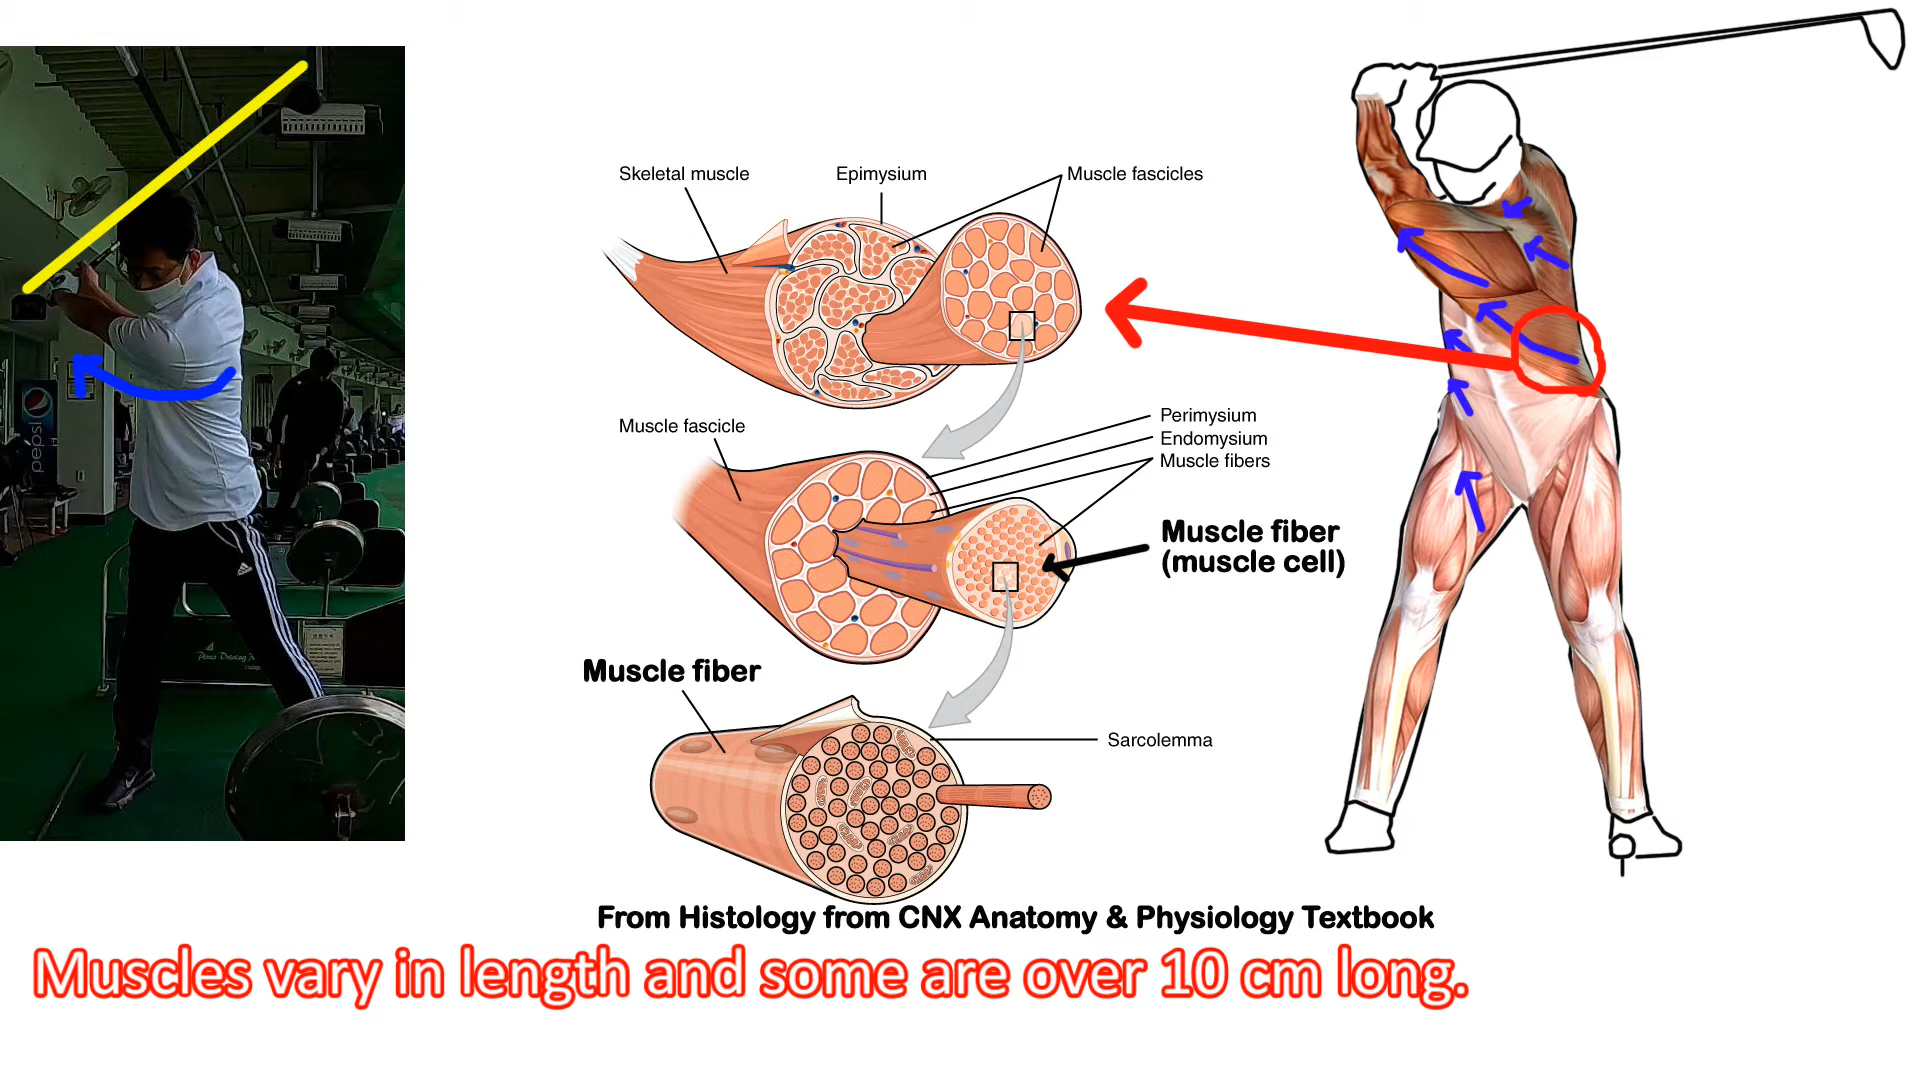 Skeletal muscle
Epimysium
Muscle fascicles
pepsi
Muscle fascicle
Perimysium
Endomysium
Muscle fibers
Muscle fiber
(muscle cell)
Muscle fiber
Sarcolemma
From Histology from CNX Anatomy & Physiology Textbook
Muscles vary in length and some are over 10 cm long.